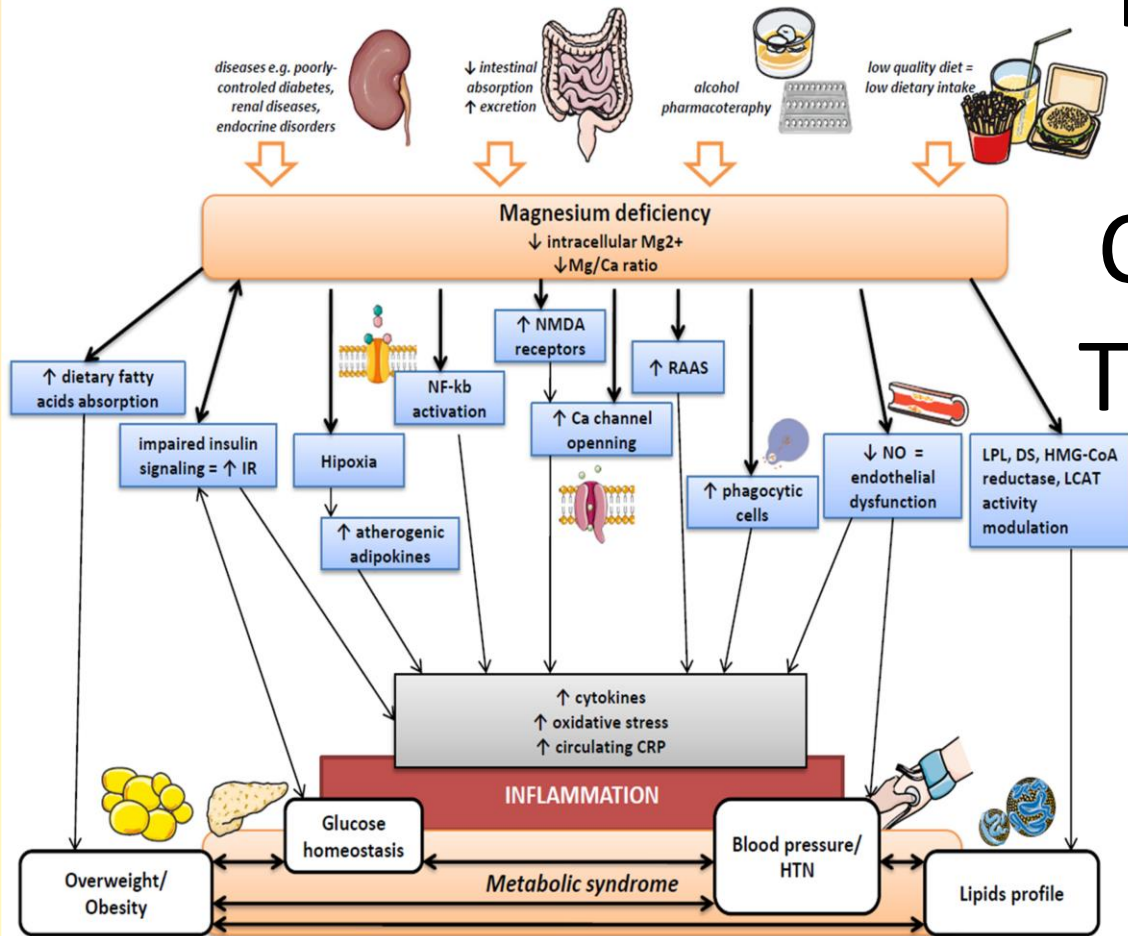 diseases e.g. poorly-
controled diabetes,
renal diseases,
endocrine disorders
↓ intestinal
absorption
↑ excretion
alcohol
pharmacoteraphy
low quality diet =
low dietary intake
Magnesium deficiency
↓ intracellular Mg2+
↓Mg/Ca ratio
C
T
↑ dietary fatty
acids absorption
impaired insulin
signaling = ↑ IR
Hipoxia
↑ atherogenic
adipokines
NF-kb
activation
↑ NMDA
receptors
↑ Ca channel
openning
↑ RAAS
↑ phagocytic
cells
↓ NO =
endothelial
dysfunction
LPL, DS, HMG-CoA
reductase, LCAT
activity
modulation
↑ cytokines
↑ oxidative stress
↑ circulating CRP
INFLAMMATION
Glucose
homeostasis
Blood pressure/
HTN
Overweight/
Obesity
Metabolic syndrome
Lipids profile